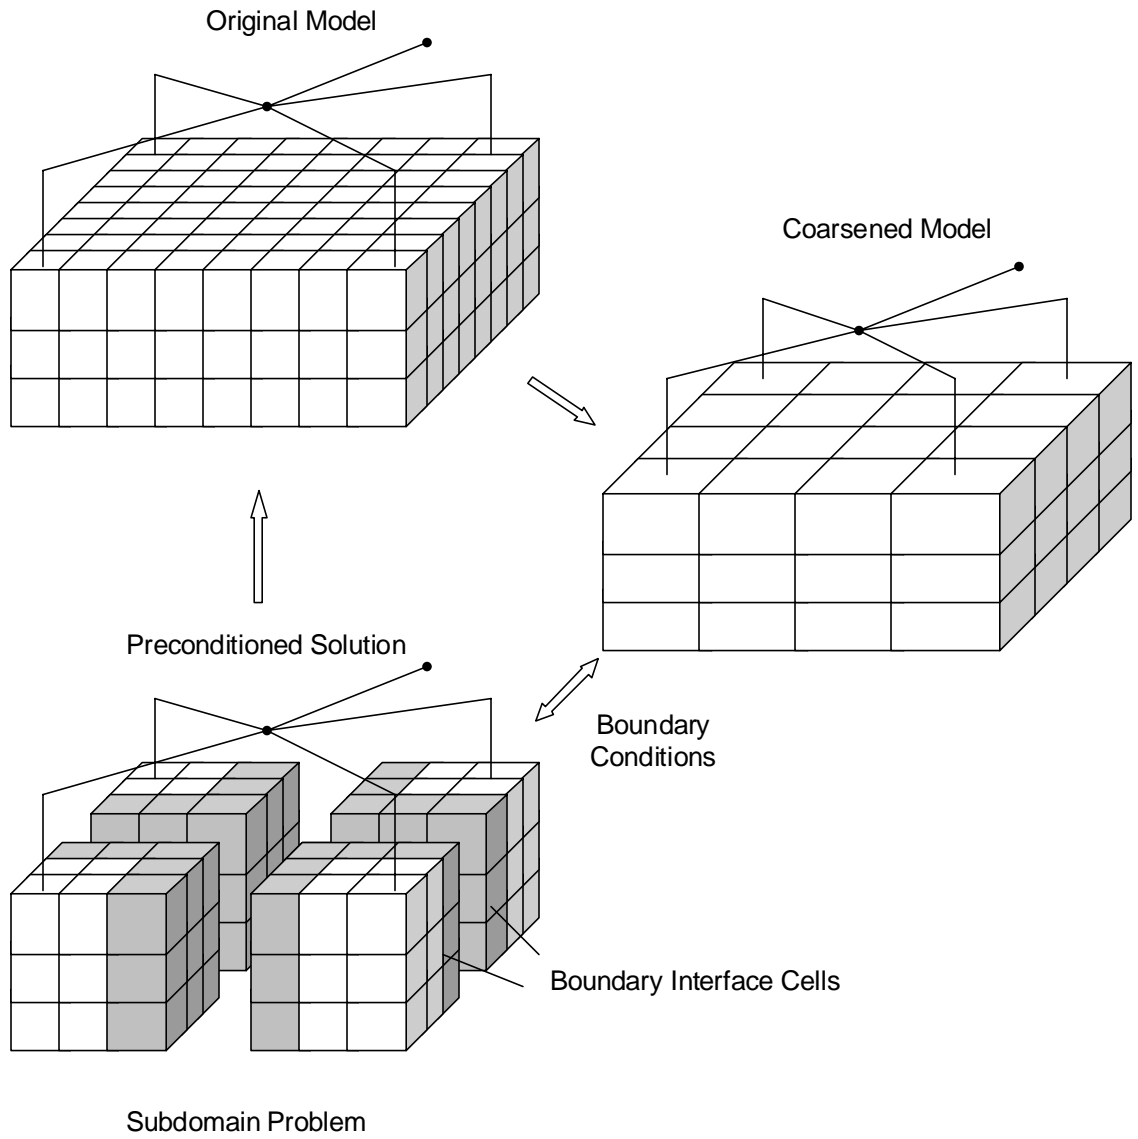 Original Model
Coarsened Model
Preconditioned Solution
Boundary
Conditions
Boundary Interface Cells
Subdomain Problem